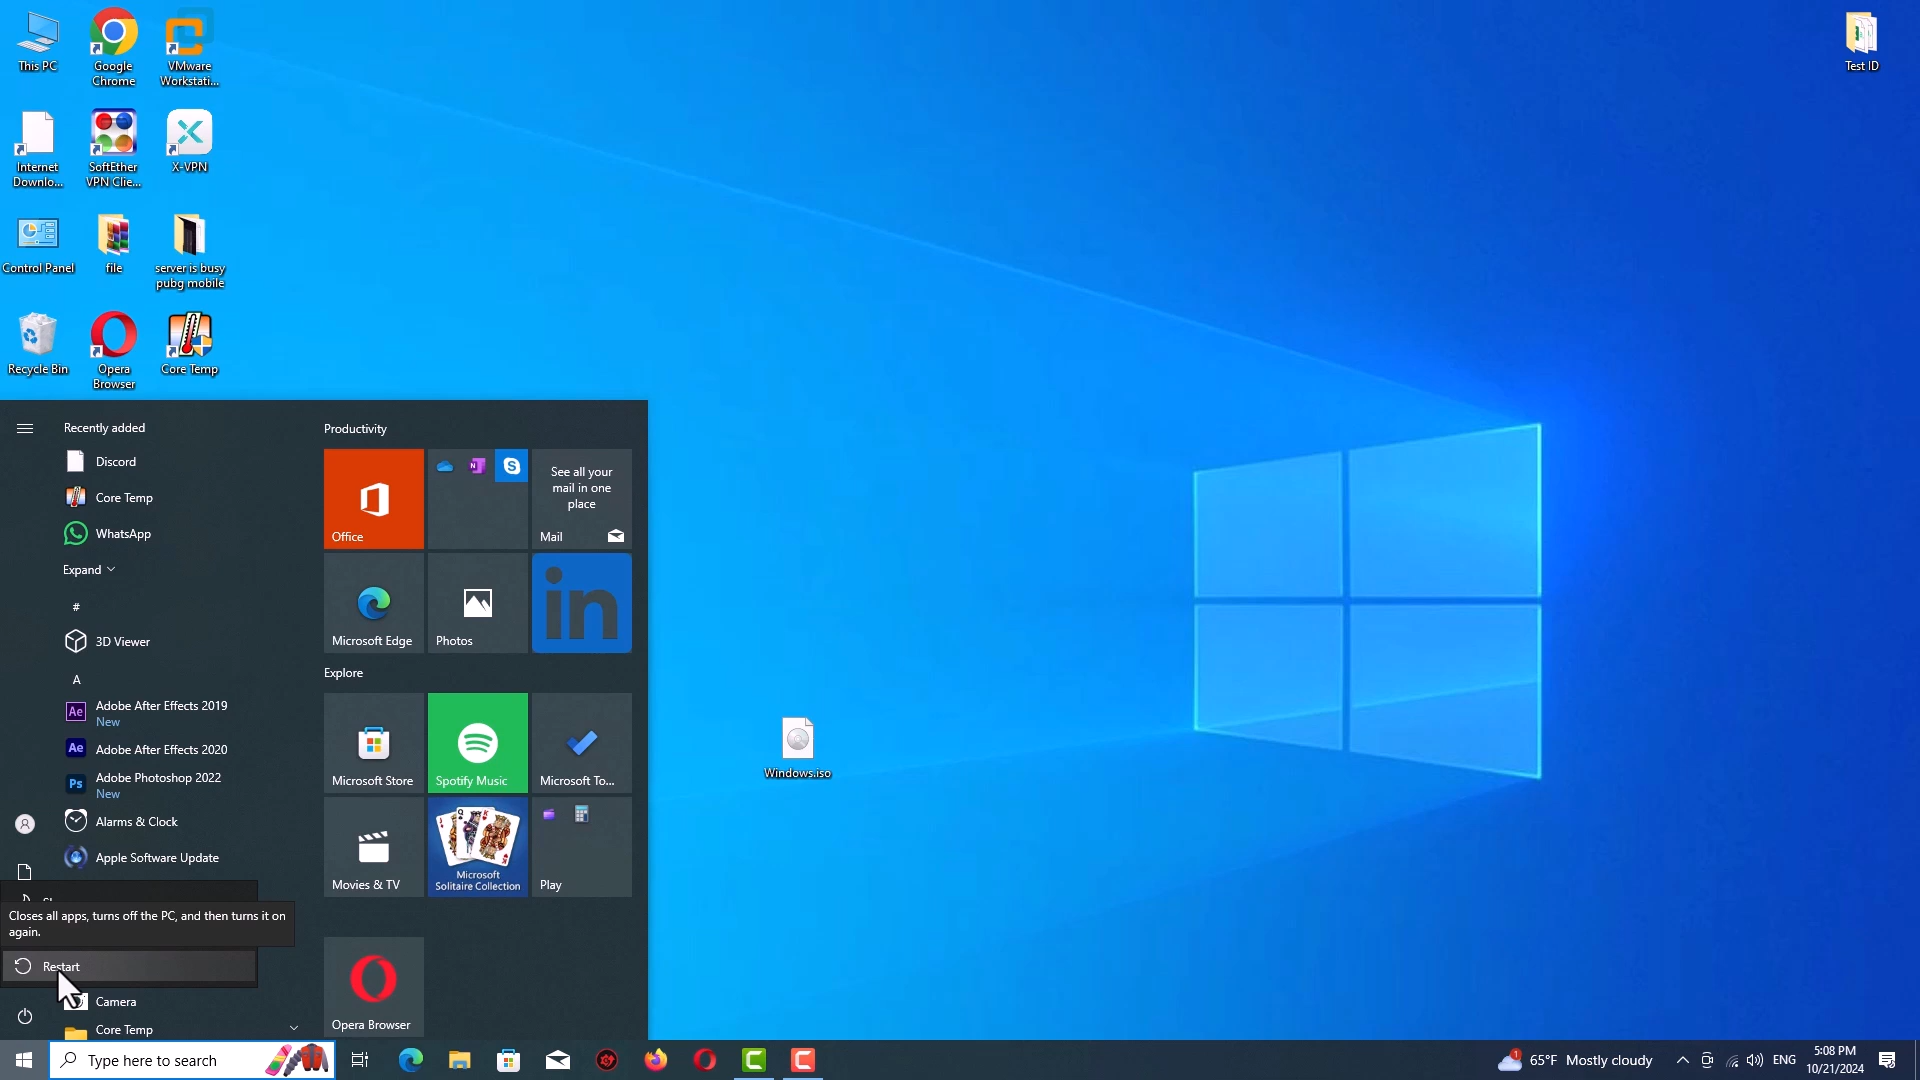 This PC
Google
Chrome
VMware
Workstati...
Test ID
Internet
Downlo...
SoftEther
VPN Clie...
X-VPN
Control Panel
file
server is busy
pubg mobile
Recycle Bin
Opera
Browser
Core Temp
Recently added
Discord
Core Temp
WhatsApp
Expand
#
3D Viewer
A
Ae
Adobe After Effects 2019
New
Ae
Adobe After Effects 2020
Ps
Adobe Photoshop 2022
New
Alarms & Clock
Apple Software Update
Closes all apps, turns off the PC, and then turns it on
again.
Restart
Camera
Core Temp
Productivity
Office
N
S
See all your
mail in one
place
Mail
Microsoft Edge
Photos
in
Explore
Microsoft Store
Spotify Music
Microsoft To...
Movies & TV
Microsoft
Solitaire Collection
Play
Opera Browser
Windows.iso
Type here to search
1
65°F Mostly cloudy
ENG
5:08 PM
10/21/2024